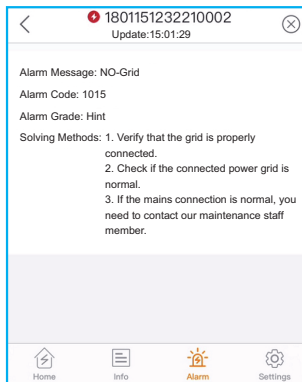 1801151232210002
Update:15:01:29
Alarm Message: NO-Grid
Alarm Code: 1015
Alarm Grade: Hint
Solving Methods: 1. Verify that the grid is properly
connected.
2. Check if the connected power grid is
normal.
3. If the mains connection is normal, you
need to contact our maintenance staff
member.
Home Info Alarm Settings